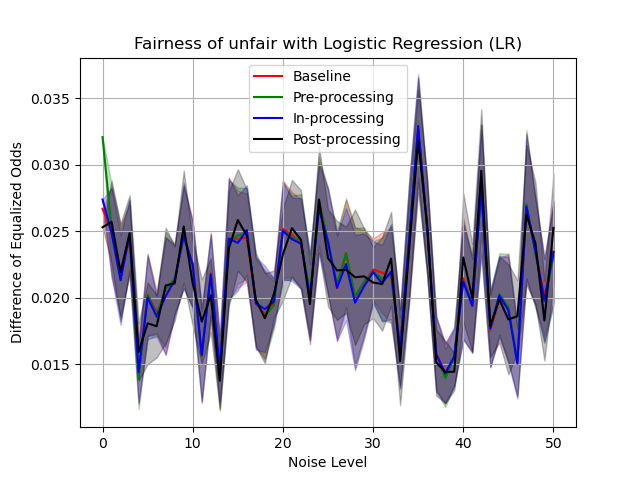 Fairness of unfair with Logistic Regression (LR)
Baseline
Pre-processing
In-processing
Post-processing
Difference of Equalized Odds
0.035
0.030
0.025
0.020
0.015
0
10
20
30
40
50
Noise Level